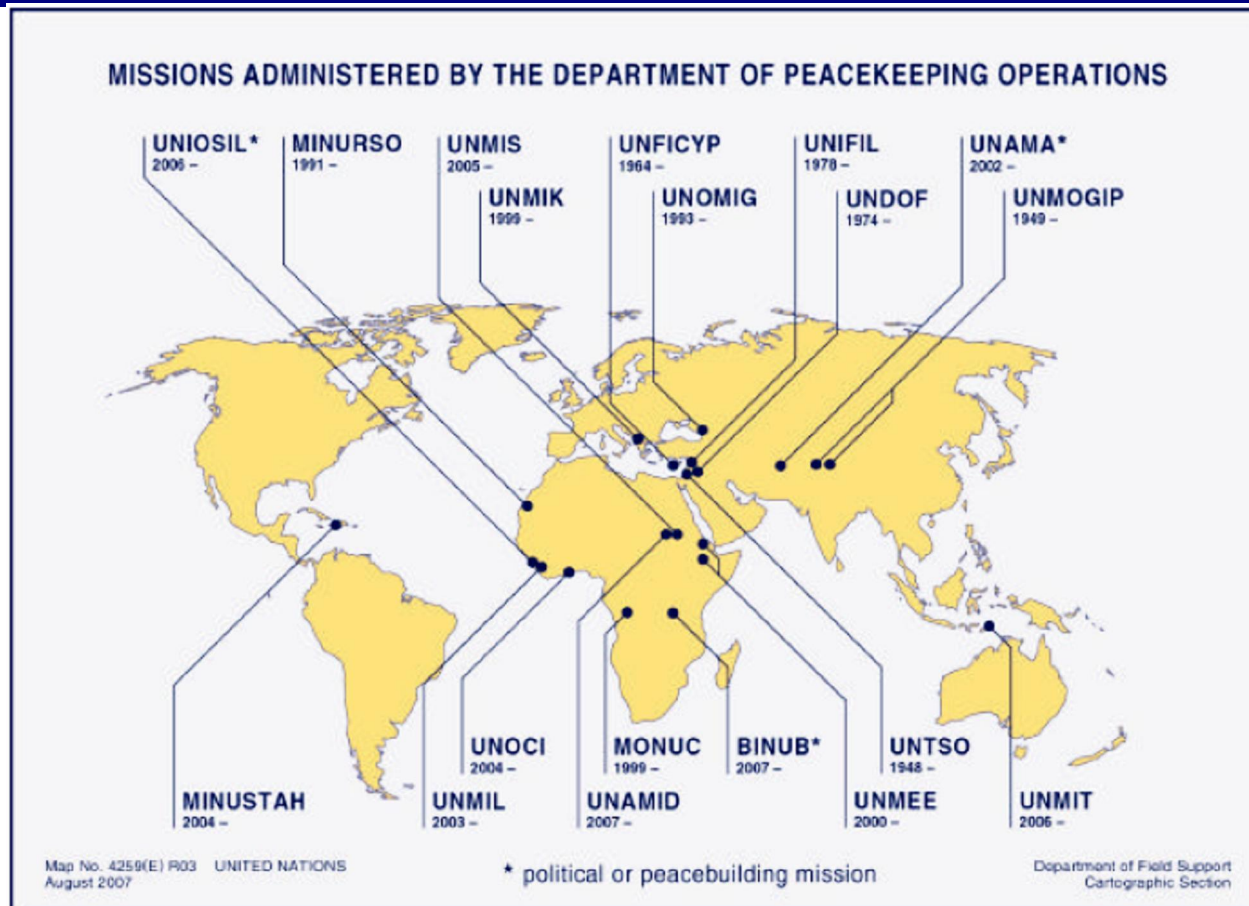 MISSIONS ADMINISTERED BY THE DEPARTMENT OF PEACEKEEPING OPERATIONS
UNIOSIL*
2006 –
MINURSO
1991 –
UNMIS
2005 –
UNFICYP
1964 –
UNIFIL
1978 –
UNAMA*
2002 –
UNMIK
1999 –
UNOMIG
1993 –
UNDOF
1974 –
UNMOGIP
1949 –
UNOCI
2004 –
MONUC
1999 –
BINUB*
2007 –
UNTSO
1948 –
MINUSTAH
2004 –
UNMIL
2003 –
UNAMID
2007 –
UNMEE
2000 –
UNMIT
2006 –
Map No. 4259(E) R03 UNITED NATIONS
August 2007
* political or peacebuilding mission
Department of Field Support
Cartographic Section